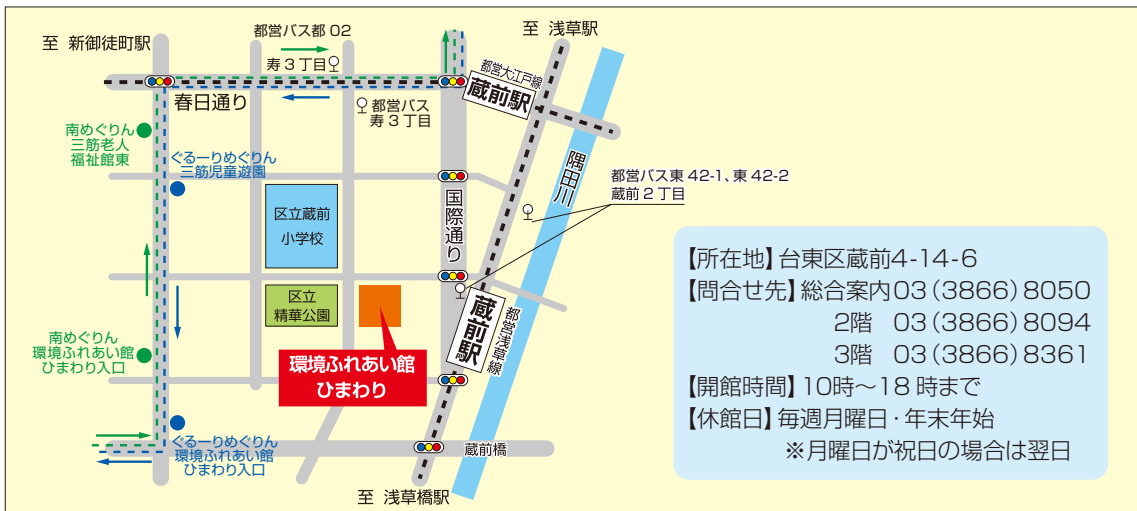 至 浅草駅
至 新御徒町駅
都営バス都 02
寿3丁目
都営大江戸線
蔵前駅
春日通り
都営バス
寿3丁目
南めぐりん
三筋老人
福祉館東
ぐるーりめぐりん
三筋児童遊園
都営バス東 42-1、東 42-2
蔵前 2 丁目
隅田川
国際通り
区立蔵前
小学校
区立
精華公園
蔵前駅
都営浅草線
環境ふれあい館
ひまわり
南めぐりん
環境ふれあい館
ひまわり入口
ぐるーりめぐりん
環境ふれあい館
ひまわり入口
蔵前橋
至 浅草橋駅
【所在地】台東区蔵前4-14-6
【問合せ先】総合案内03(3866)8050
2階 03(3866)8094
3階 03(3866)8361
【開館時間】10時~18時まで
【休館日】毎週月曜日・年末年始
※月曜日が祝日の場合は翌日